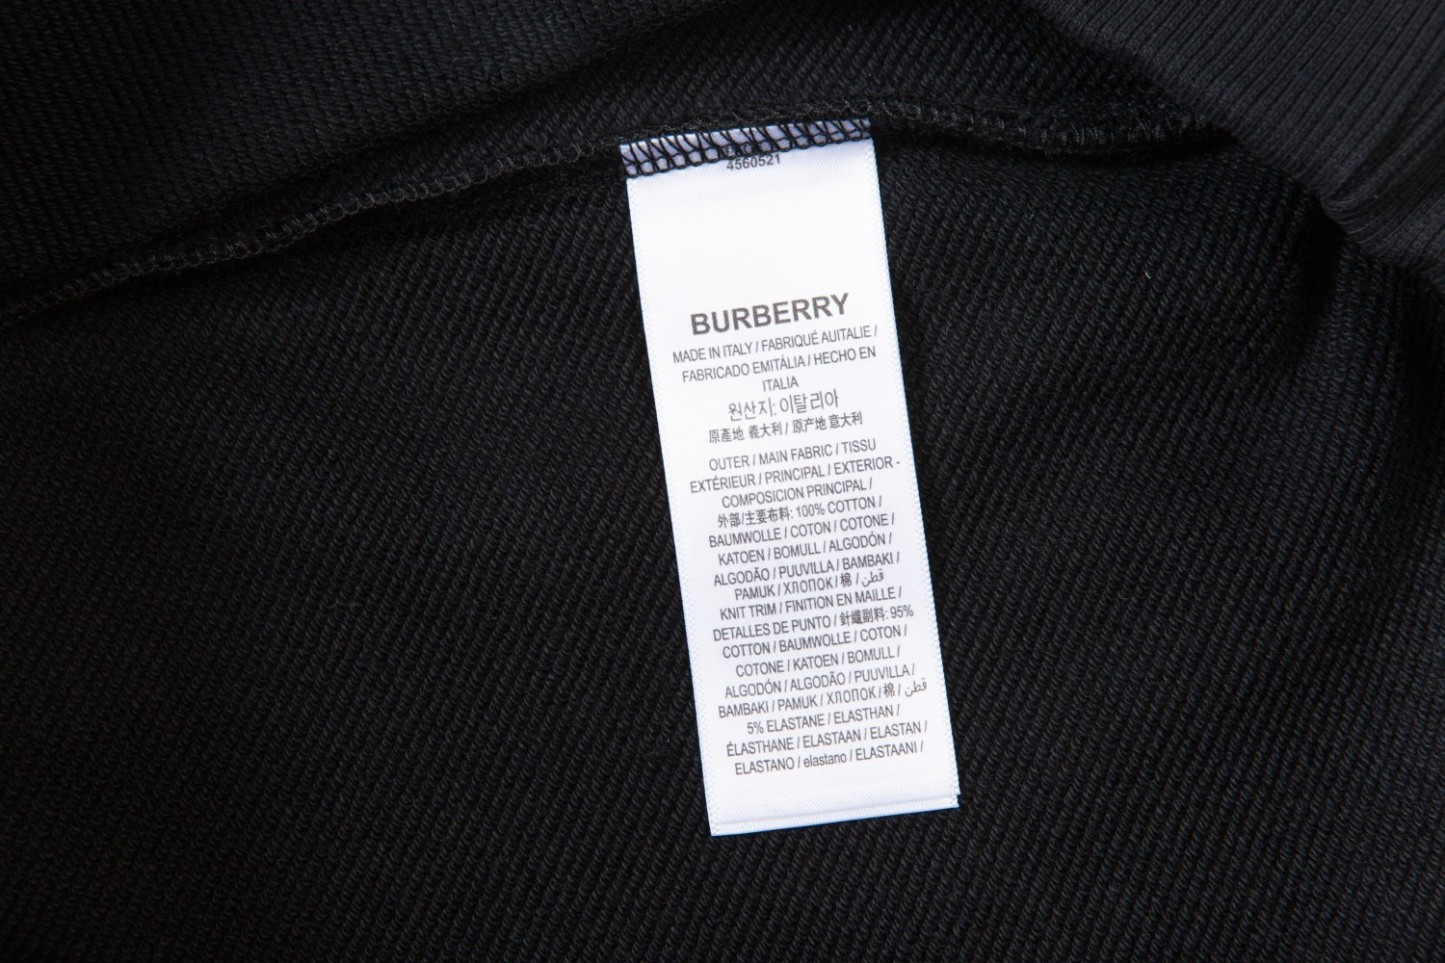 4560521
BURBERRY
MADE IN ITALY / FABRIQUÉ AUITALIE /
FABRICADO EMITÁLIA / HECHO EN
ITALIA
원산지: 이탈리아
原產地 義大利 / 原产地 意大利
OUTER / MAIN FABRIC / TISSU
EXTÉRIEUR / PRINCIPAL / EXTERIOR -
COMPOSICION PRINCIPAL /
外部/主要布料: 100% COTTON /
BAUMWOLLE / COTON / COTONE /
KATOEN / BOMULL / ALGODÓN /
ALGODÃO / PUUVILLA / BAMBAKI /
PAMUK / ХЛОПОК / 棉 / قطن
KNIT TRIM / FINITION EN MAILLE /
DETALLES DE PUNTO / 針織副料: 95%
COTTON / BAUMWOLLE / COTON /
COTONE / KATOEN / BOMULL /
ALGODÓN / ALGODÃO / PUUVILLA /
BAMBAKI / PAMUK / ХЛОПОК / 棉 / قطن
5% ELASTANE / ELASTHAN /
ÉLASTHANE / ELASTAAN / ELASTAN /
ELASTANO / elastano / ELASTAANI /